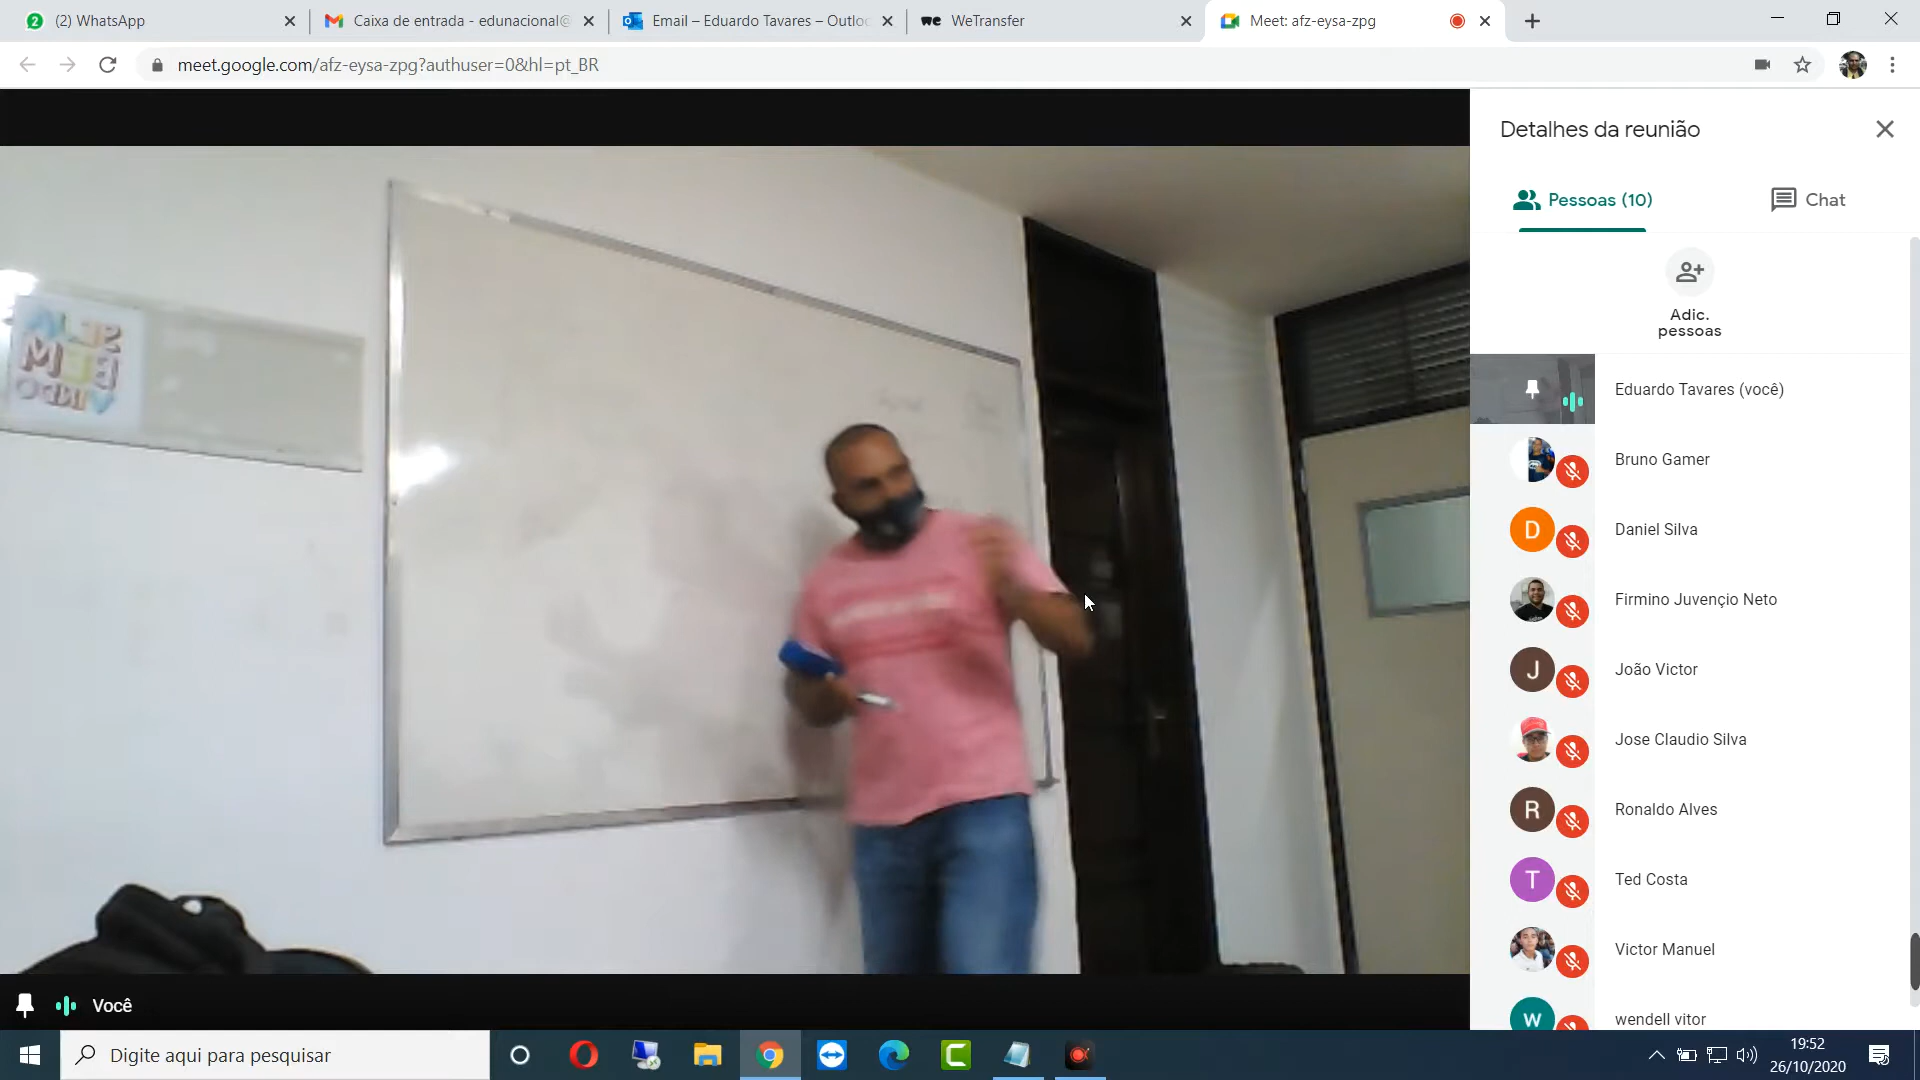 (2) WhatsApp
Caixa de entrada - edunacional@
Email – Eduardo Tavares – Outloo
WeTransfer
Meet: afz-eysa-zpg
meet.google.com/afz-eysa-zpg?authuser=0&hl=pt_BR
Detalhes da reunião
Pessoas (10)
Chat
Adic.
pessoas
Eduardo Tavares (você)
Bruno Gamer
D
Daniel Silva
Firmino Juvençio Neto
J
João Victor
Jose Claudio Silva
R
Ronaldo Alves
T
Ted Costa
Victor Manuel
W
wendell vitor
Você
Digite aqui para pesquisar
19:52
26/10/2020